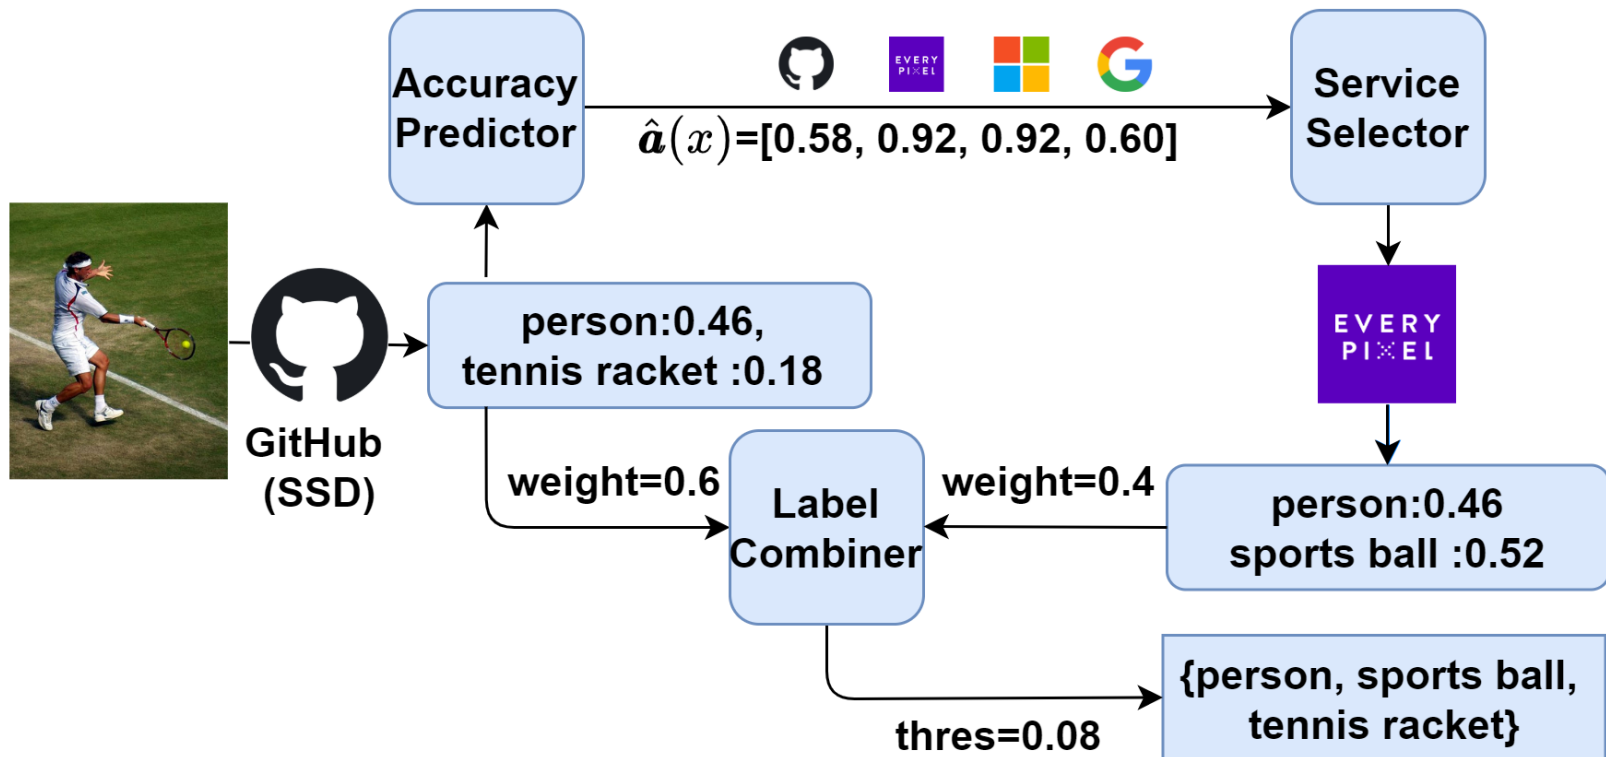 Accuracy
Predictor
EVERY
PIXEL
â(x)=[0.58, 0.92, 0.92, 0.60]
Service
Selector
GitHub
(SSD)
person:0.46,
tennis racket :0.18
EVERY
PIXEL
weight=0.6
Label
Combiner
weight=0.4
person:0.46
sports ball :0.52
thres=0.08
{person, sports ball,
tennis racket}